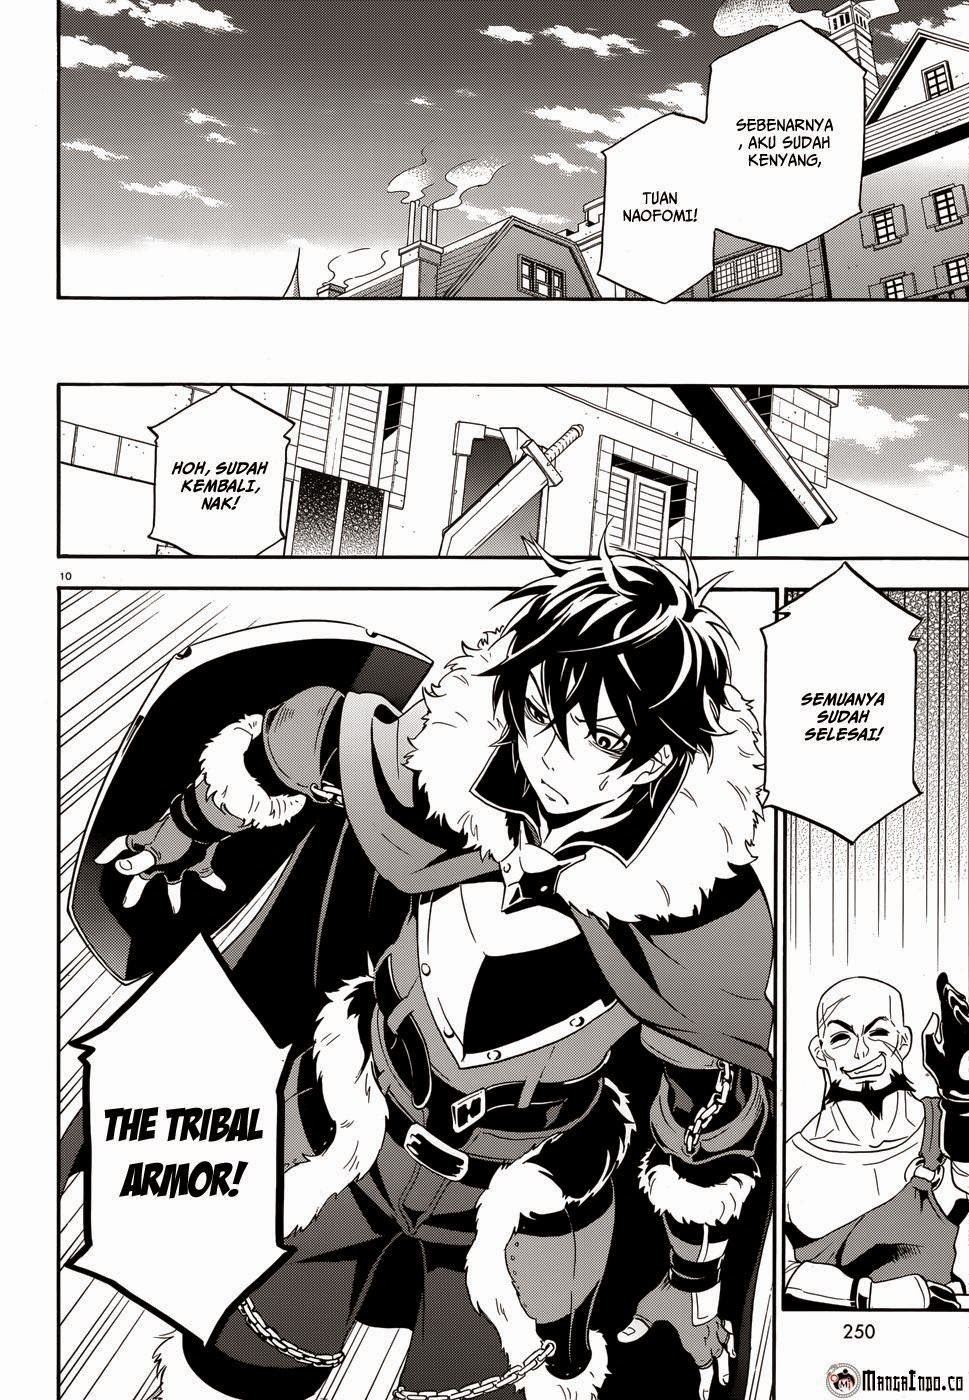 SEBENARNYA
, AKU SUDAH
KENYANG,
TUAN
NAOFOMI!
HOH, SUDAH
KEMBALI,
NAK!
10
SEMUANYA
SUDAH
SELESAI!
THE TRIBAL
ARMOR!
250
MANGAINDO.CO